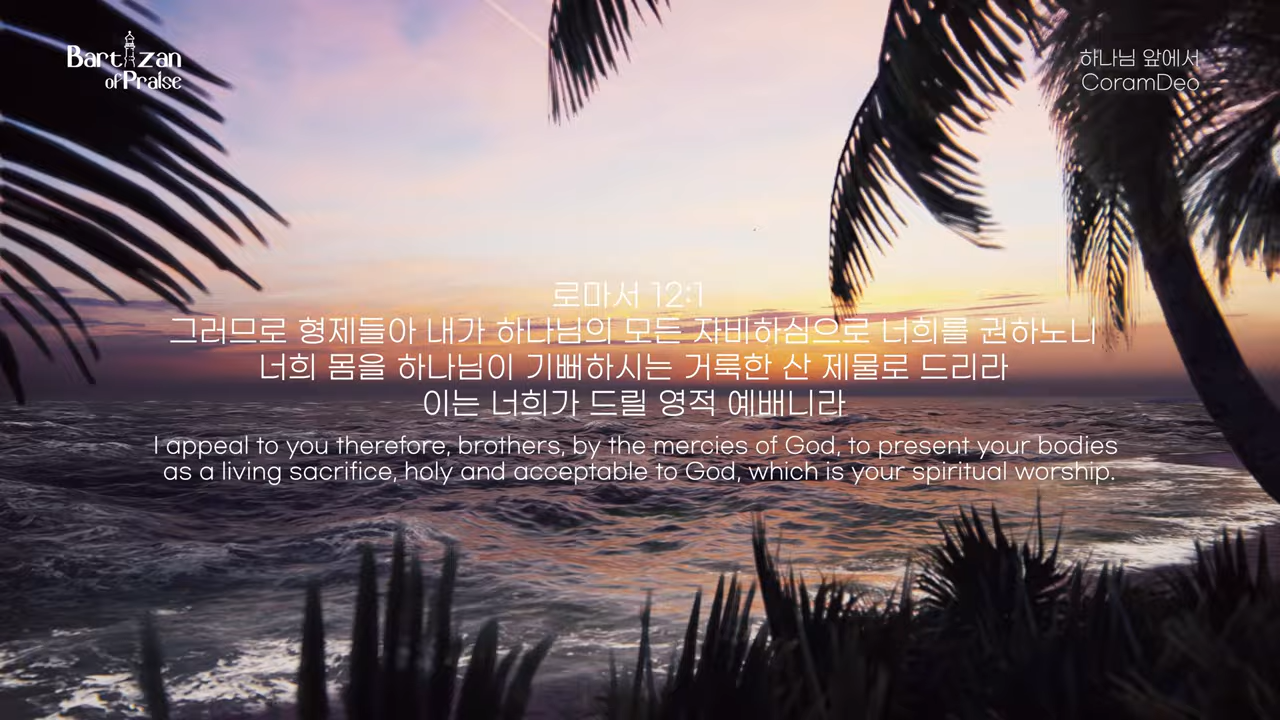 Bartizan
of Praise
하나님 앞에서
CoramDeo
로마서 12:1
그러므로 형제들아 내가 하나님의 모든 자비하심으로 너희를 권하노니
너희 몸을 하나님이 기뻐하시는 거룩한 산 제물로 드리라
이는 너희가 드릴 영적 예배니라
I appeal to you therefore, brothers, by the mercies of God, to present your bodies
as a living sacrifice, holy and acceptable to God, which is your spiritual worship.